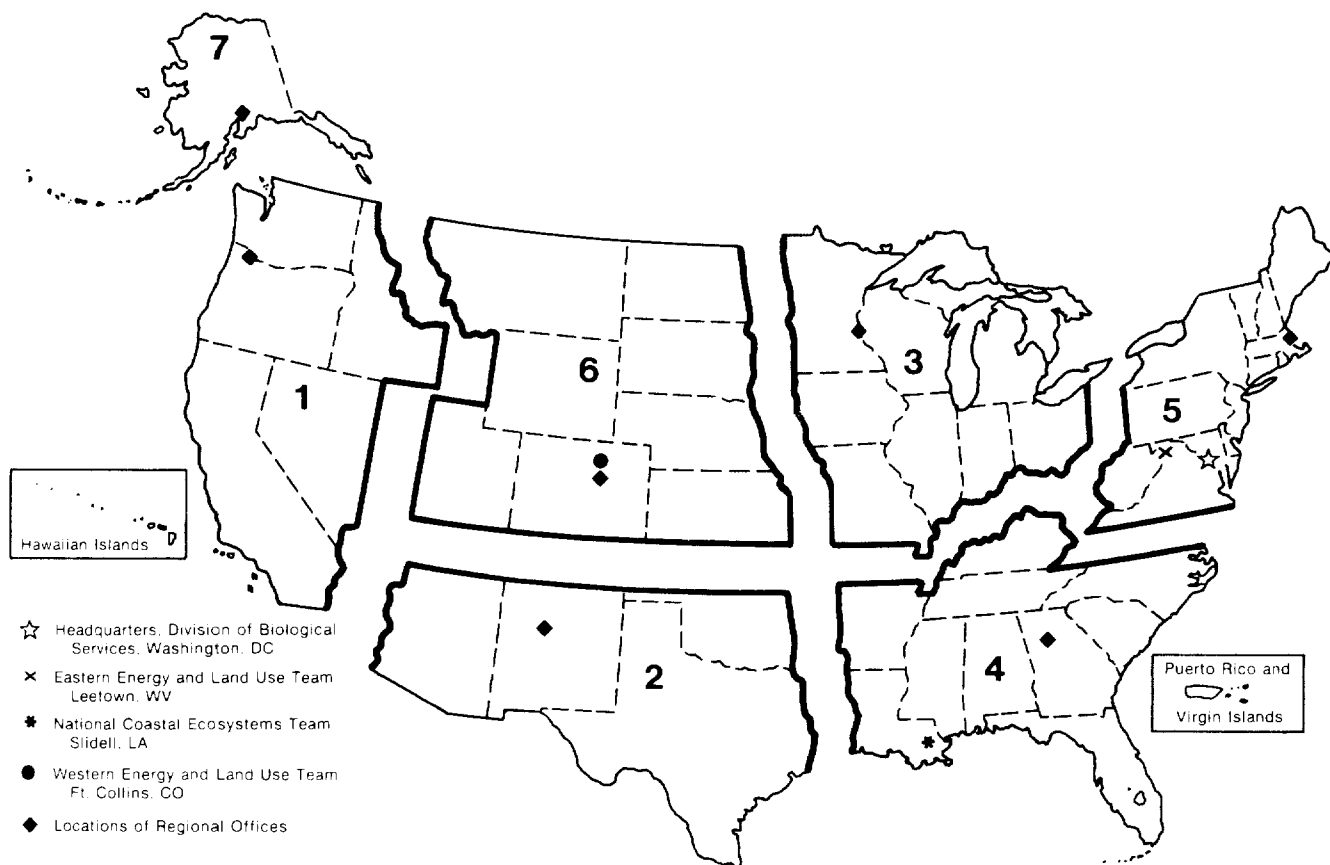 7
3
6
1
5
Hawaiian Islands
☆ Headquarters, Division of Biological
Services, Washington, DC
× Eastern Energy and Land Use Team
Leetown, WV
* National Coastal Ecosystems Team
Slidell, LA
● Western Energy and Land Use Team
Ft. Collins, CO
◆ Locations of Regional Offices
2
4
Puerto Rico and
Virgin Islands